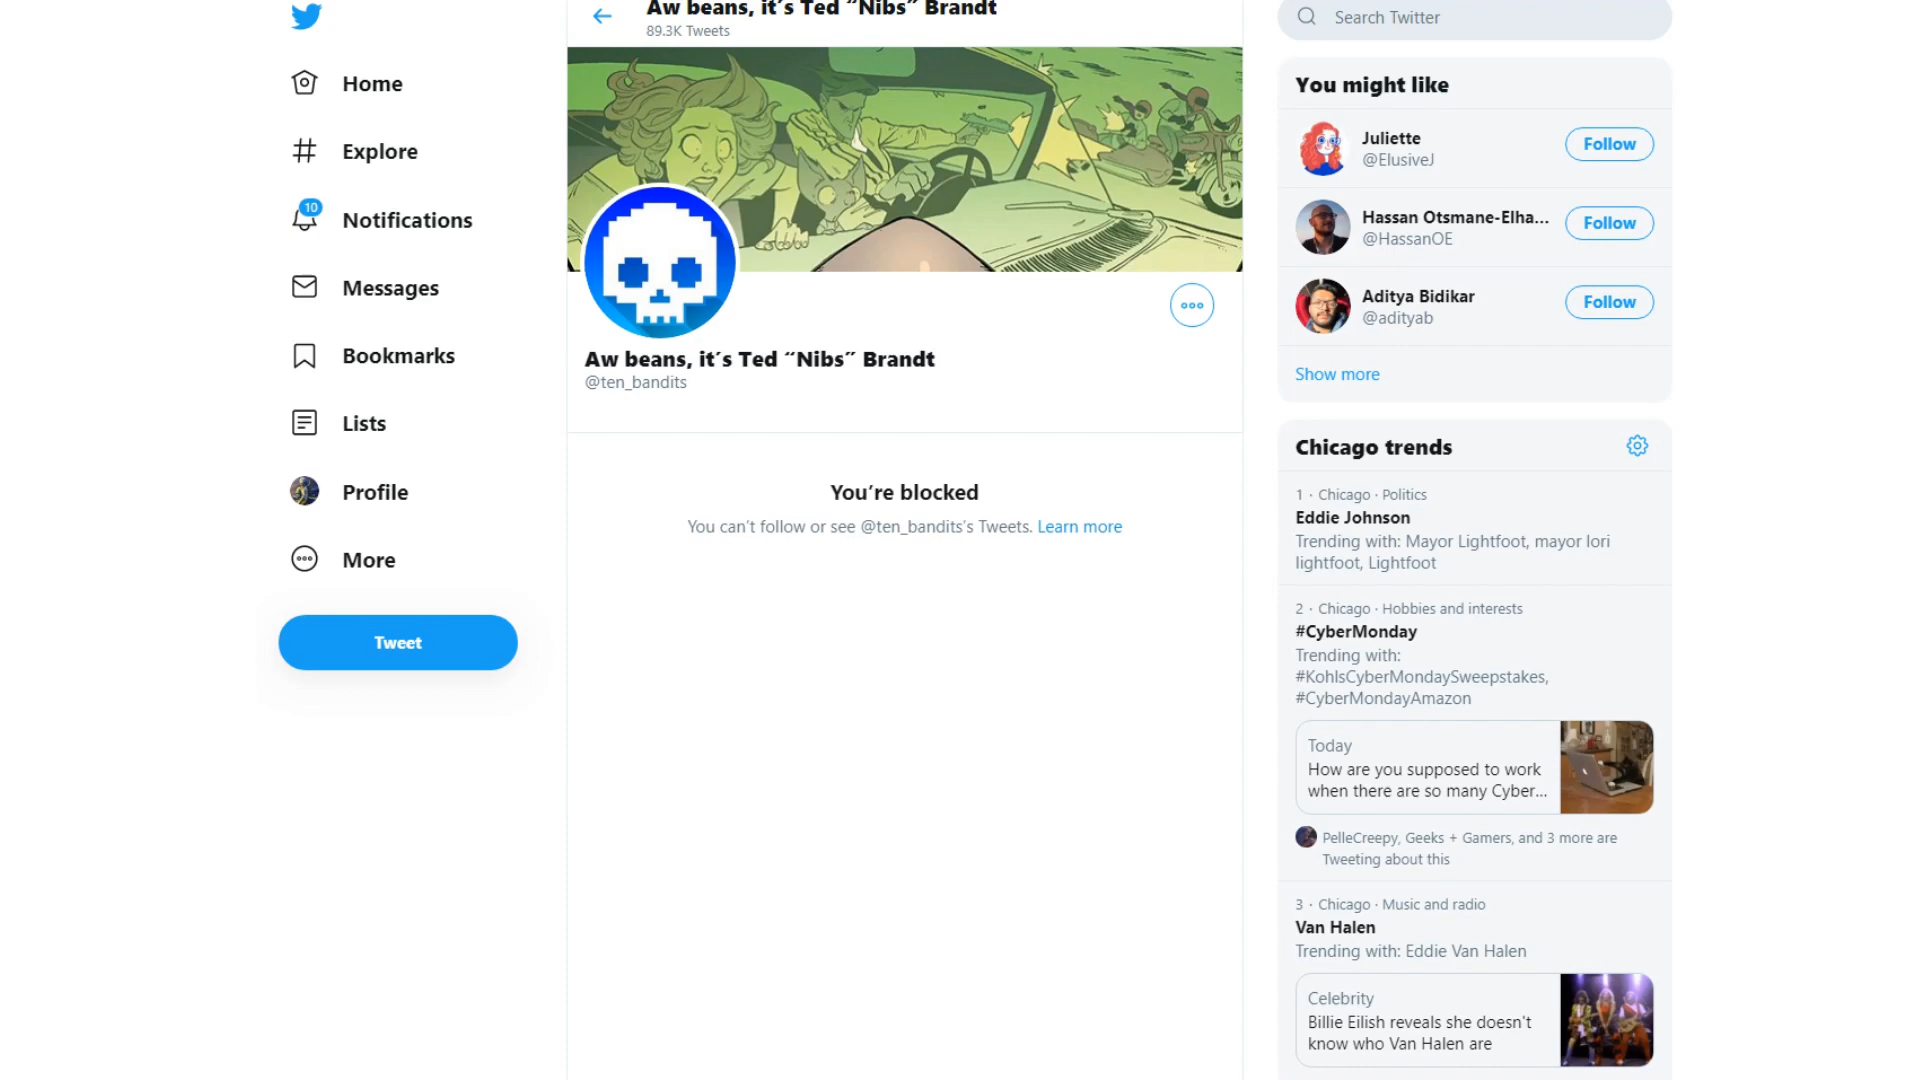 Home
Explore
10
Notifications
Messages
Bookmarks
Lists
Profile
More
Tweet
Aw beans, it's Ted “Nibs” Brandt
89.3K Tweets
Aw beans, it's Ted “Nibs” Brandt
@ten_bandits
You're blocked
You can't follow or see @ten_bandits's Tweets. Learn more
Search Twitter
You might like
Juliette
@ElusiveJ
Follow
Hassan Otsmane-Elha...
@HassanOE
Follow
Aditya Bidikar
@adityab
Follow
Show more
Chicago trends
1 · Chicago · Politics
Eddie Johnson
Trending with: Mayor Lightfoot, mayor lori
lightfoot, Lightfoot
2 · Chicago · Hobbies and interests
#CyberMonday
Trending with:
#KohlsCyberMondaySweepstakes,
#CyberMondayAmazon
Today
How are you supposed to work
when there are so many Cyber...
PelleCreepy, Geeks + Gamers, and 3 more are
Tweeting about this
3 · Chicago · Music and radio
Van Halen
Trending with: Eddie Van Halen
Celebrity
Billie Eilish reveals she doesn't
know who Van Halen are